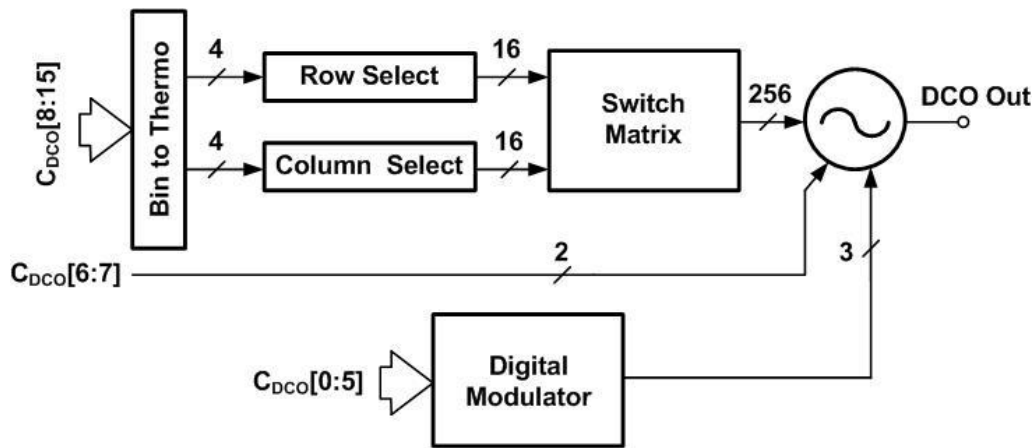 C_DCO[8:15]
Bin to Thermo
4
Row Select
16
4
Column Select
16
Switch
Matrix
256
DCO Out
C_DCO[6:7]
2
3
C_DCO[0:5]
Digital
Modulator